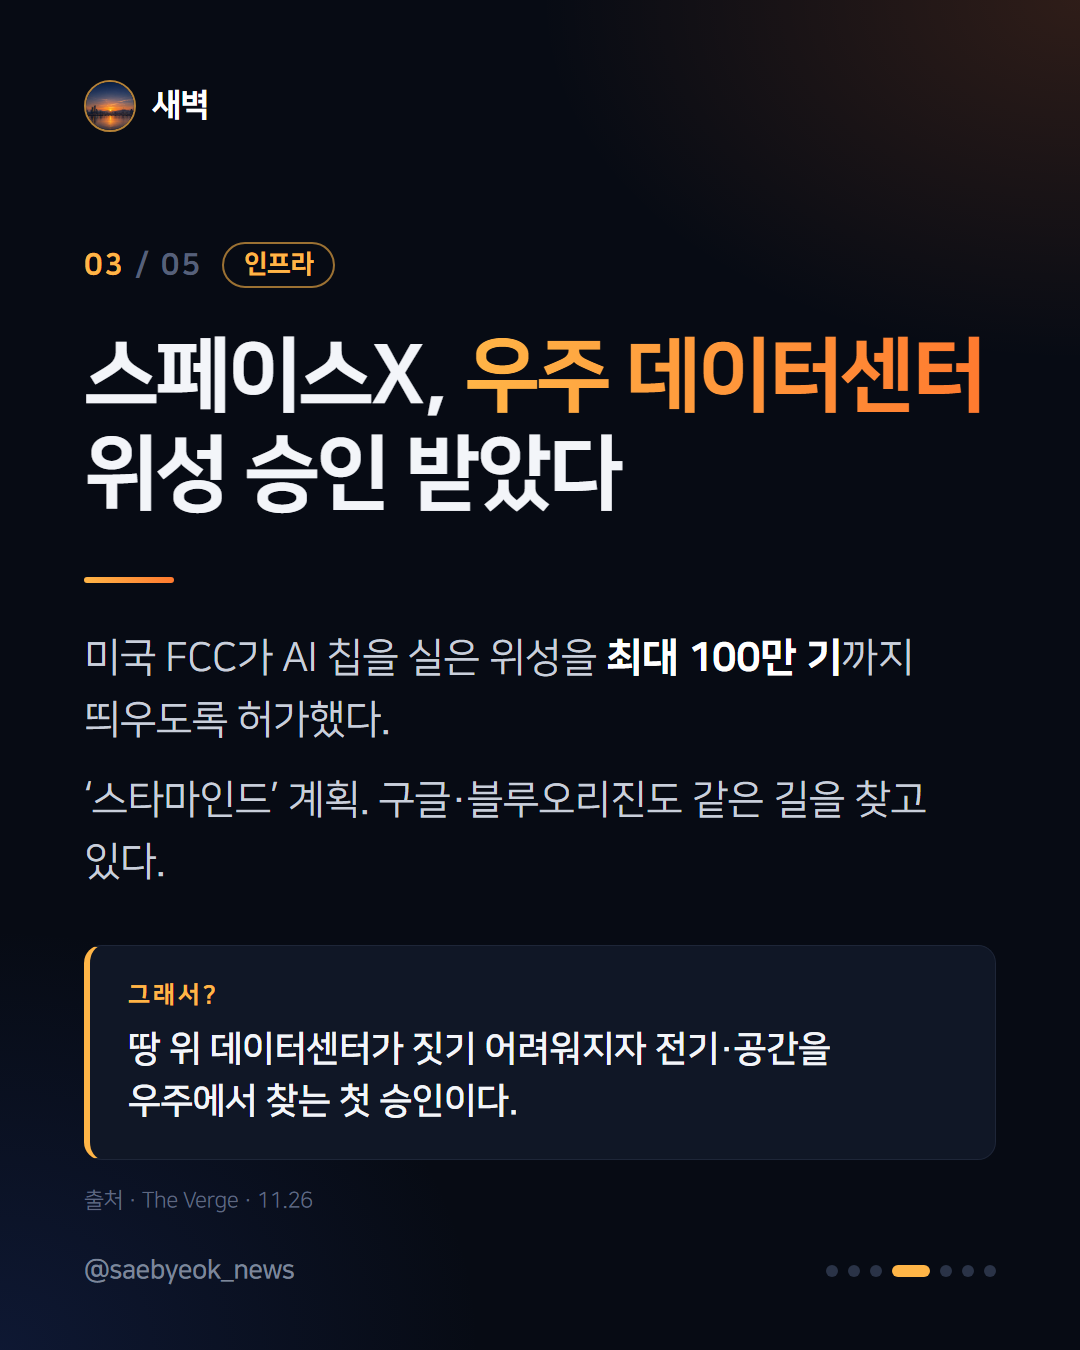 새벽
03 / 05 인프라
스페이스X, 우주 데이터센터
위성 승인 받았다
미국 FCC가 AI 칩을 실은 위성을 최대 100만 기까지
띄우도록 허가했다.
‘스타마인드’ 계획. 구글·블루오리진도 같은 길을 찾고
있다.
그래서?
땅 위 데이터센터가 짓기 어려워지자 전기·공간을
우주에서 찾는 첫 승인이다.
출처 · The Verge · 11.26
@saebyeok_news